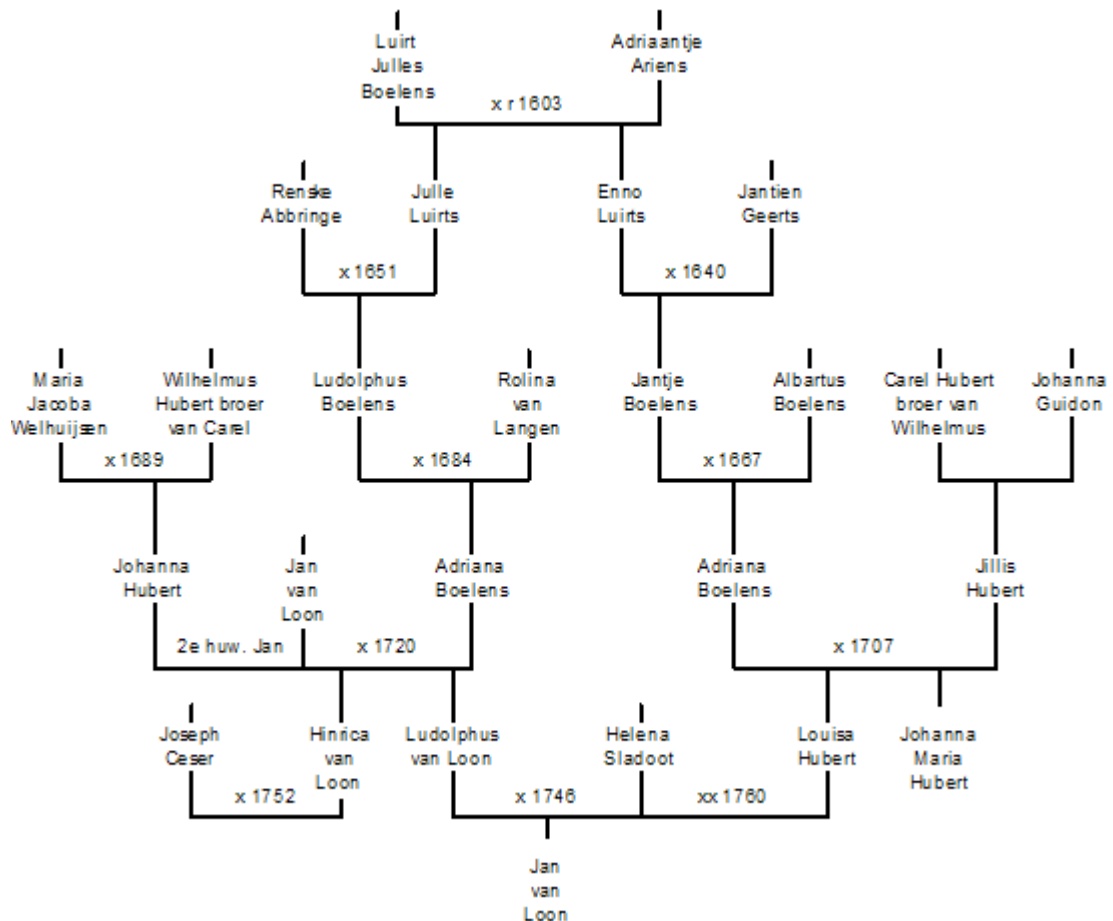 Luirt
Julles
Boelens
Adriaantje
Ariens
x r 1603
Renske
Abbringe
Julle
Luirts
Enno
Luirts
Jantien
Geerts
x 1651
x 1640
Maria
Jacoba
Welhuijsen
Wilhelmus
Hubert broer
van Carel
Ludolphus
Boelens
Rolina
van
Langen
Jantje
Boelens
Albartus
Boelens
Carel Hubert
broer van
Wilhelmus
Johanna
Guidon
x 1689
x 1684
x 1667
Johanna
Hubert
Jan
van
Loon
Adriana
Boelens
Adriana
Boelens
Jillis
Hubert
2e huw. Jan
x 1720
x 1707
Joseph
Ceser
Hinrica
van
Loon
Ludolphus
van Loon
Helena
Sladoot
Louisa
Hubert
Johanna
Maria
Hubert
x 1752
x 1746
xx 1760
Jan
van
Loon